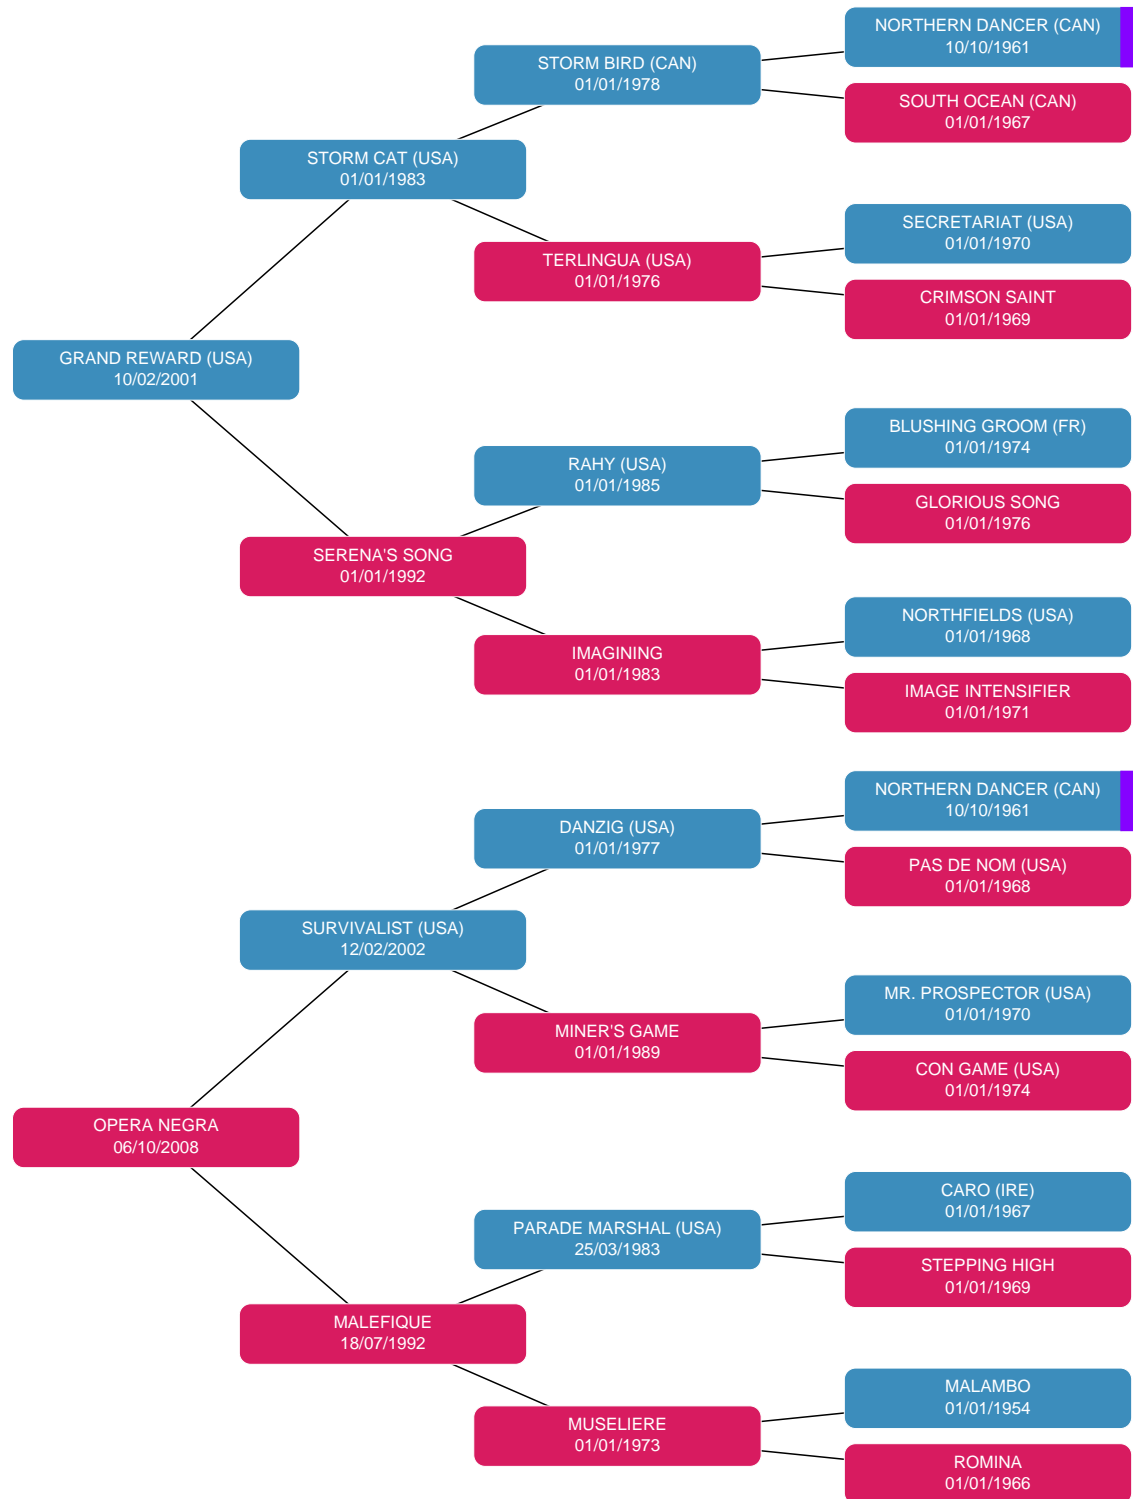 NORTHERN DANCER (CAN)
10/10/1961
STORM BIRD (CAN)
01/01/1978
SOUTH OCEAN (CAN)
01/01/1967
STORM CAT (USA)
01/01/1983
SECRETARIAT (USA)
01/01/1970
TERLINGUA (USA)
01/01/1976
CRIMSON SAINT
01/01/1969
GRAND REWARD (USA)
10/02/2001
BLUSHING GROOM (FR)
01/01/1974
RAHY (USA)
01/01/1985
GLORIOUS SONG
01/01/1976
SERENA'S SONG
01/01/1992
NORTHFIELDS (USA)
01/01/1968
IMAGINING
01/01/1983
IMAGE INTENSIFIER
01/01/1971
NORTHERN DANCER (CAN)
10/10/1961
DANZIG (USA)
01/01/1977
PAS DE NOM (USA)
01/01/1968
SURVIVALIST (USA)
12/02/2002
MR. PROSPECTOR (USA)
01/01/1970
MINER'S GAME
01/01/1989
CON GAME (USA)
01/01/1974
OPERA NEGRA
06/10/2008
CARO (IRE)
01/01/1967
PARADE MARSHAL (USA)
25/03/1983
STEPPING HIGH
01/01/1969
MALEFIQUE
18/07/1992
MALAMBO
01/01/1954
MUSELIERE
01/01/1973
ROMINA
01/01/1966